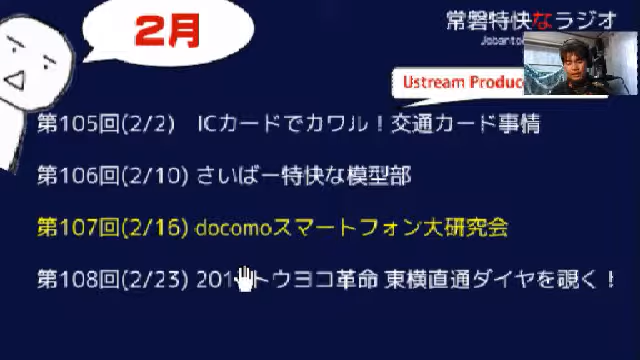 2月
常磐特快なラジオ
Ustream Produc
第105回(2/2) ICカードでカワル！交通カード事情
第106回(2/10) さいばー特快な模型部
第107回(2/16) docomoスマートフォン大研究会
第108回(2/23) 201 トウヨコ革命 東横直通ダイヤを覗く！